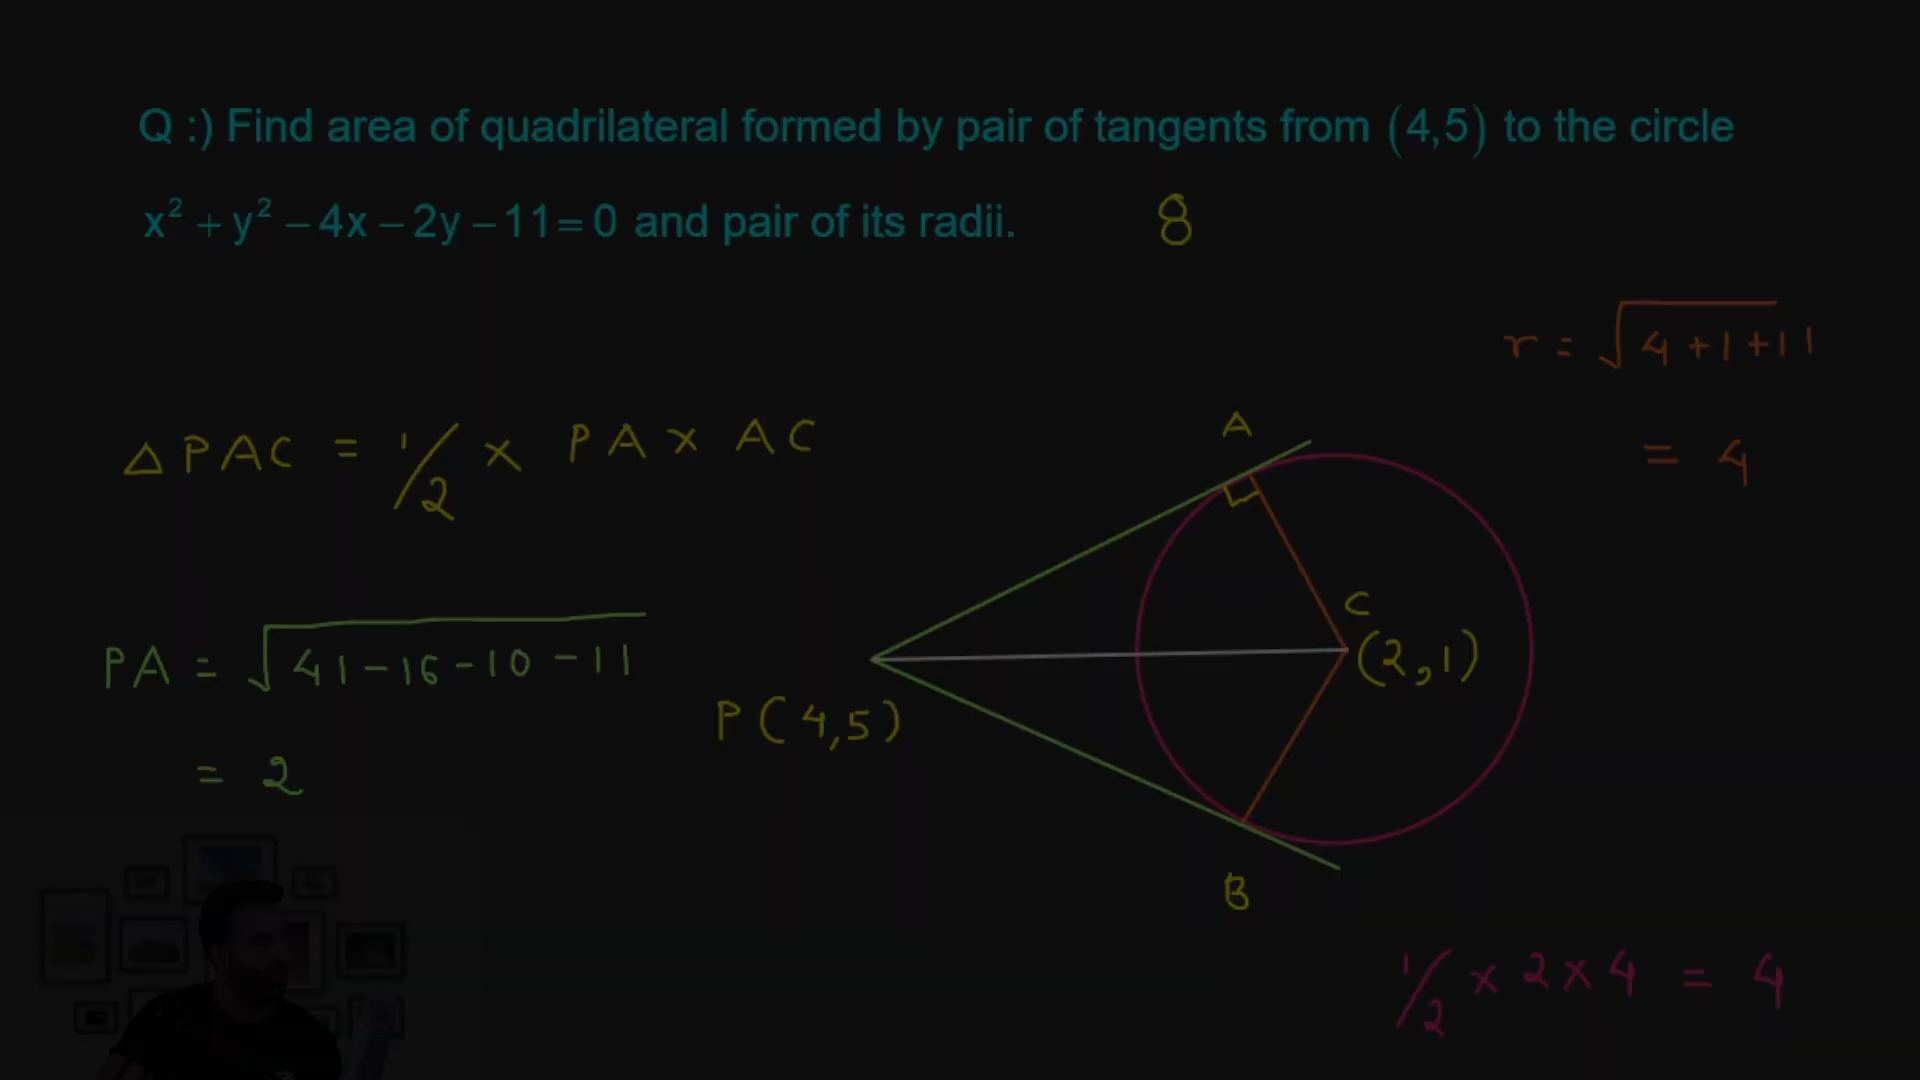 Q :) Find area of quadrilateral formed by pair of tangents from (4,5) to the circle
x² + y² – 4x – 2y – 11 = 0 and pair of its radii. 8
r = √4 + 1 + 11
= 4
Δ PAC = 1/2 × PA × AC
PA = √41 – 16 – 10 – 11
= 2
A
C
(2,1)
P(4,5)
B
1/2 × 2 × 4 = 4